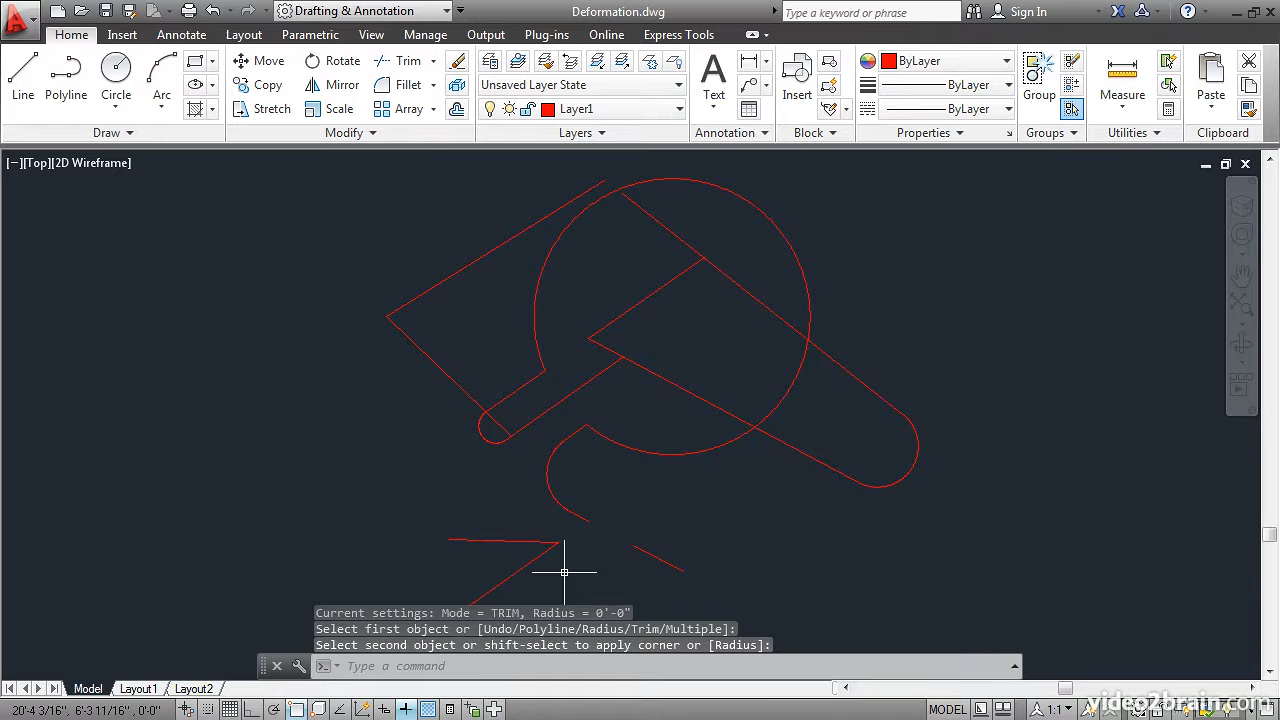 Drafting & Annotation
Deformation.dwg
Type a keyword or phrase
Sign In
Home Insert Annotate Layout Parametric View Manage Output Plug-ins Online Express Tools
Line Polyline Circle Arc
Move Rotate Trim
Copy Mirror Fillet
Stretch Scale Array
Unsaved Layer State
Layer1
Text
Insert
ByLayer
ByLayer
ByLayer
Group
Measure
Paste
Draw Modify Layers Annotation Block Properties Groups Utilities Clipboard
[−][Top][2D Wireframe]
Current settings: Mode = TRIM, Radius = 0'-0"
Select first object or [Undo/Polyline/Radius/Trim/Multiple]:
Select second object or shift-select to apply corner or [Radius]:
Type a command
Model Layout1 Layout2
20'-4 3/16", 6'-3 11/16", 0'-0"
MODEL
1:1
video2brain.com